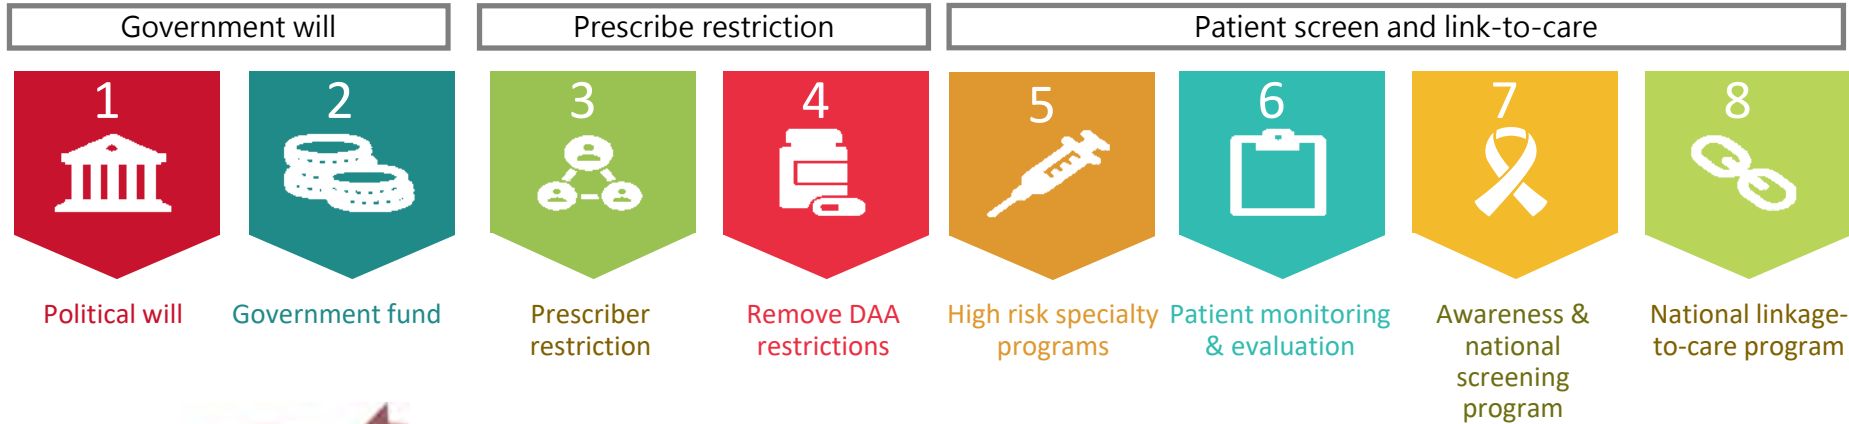 Government will
Prescribe restriction
Patient screen and link-to-care
1
2
3
4
5
6
7
8
Political will
Government fund
Prescriber
restriction
Remove DAA
restrictions
High risk specialty
programs
Patient monitoring
& evaluation
Awareness &
national
screening
program
National linkage-
to-care program